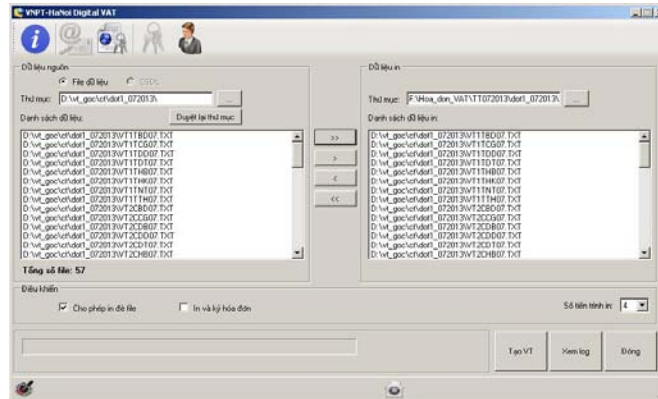 VNPT-HaNoi Digital VAT
Dữ liệu nguồn
File dữ liệu CSDL
Thư mục: D:\vt_goc\ct\dot1_072013\ ...
Danh sách dữ liệu: Duyệt lại thư mục
D:\vt_goc\ct\dot1_072013\VT1TBD07.TXT
D:\vt_goc\ct\dot1_072013\VT1TCG07.TXT
D:\vt_goc\ct\dot1_072013\VT1TDD07.TXT
D:\vt_goc\ct\dot1_072013\VT1TDT07.TXT
D:\vt_goc\ct\dot1_072013\VT1THB07.TXT
D:\vt_goc\ct\dot1_072013\VT1THK07.TXT
D:\vt_goc\ct\dot1_072013\VT1TNT07.TXT
D:\vt_goc\ct\dot1_072013\VT1TTH07.TXT
D:\vt_goc\ct\dot1_072013\VT2CBD07.TXT
D:\vt_goc\ct\dot1_072013\VT2CCG07.TXT
D:\vt_goc\ct\dot1_072013\VT2CDB07.TXT
D:\vt_goc\ct\dot1_072013\VT2CDD07.TXT
D:\vt_goc\ct\dot1_072013\VT2CDT07.TXT
D:\vt_goc\ct\dot1_072013\VT2CHB07.TXT
Tổng số file: 57
>>
>
<
<<
Dữ liệu in
Thư mục: F:\Hoa_don_VAT\TT072013\dot1_072013\ ...
Danh sách dữ liệu in:
D:\vt_goc\ct\dot1_072013\VT1TBD07.TXT
D:\vt_goc\ct\dot1_072013\VT1TCG07.TXT
D:\vt_goc\ct\dot1_072013\VT1TDD07.TXT
D:\vt_goc\ct\dot1_072013\VT1TDT07.TXT
D:\vt_goc\ct\dot1_072013\VT1THB07.TXT
D:\vt_goc\ct\dot1_072013\VT1THK07.TXT
D:\vt_goc\ct\dot1_072013\VT1TNT07.TXT
D:\vt_goc\ct\dot1_072013\VT1TTH07.TXT
D:\vt_goc\ct\dot1_072013\VT2CBD07.TXT
D:\vt_goc\ct\dot1_072013\VT2CCG07.TXT
D:\vt_goc\ct\dot1_072013\VT2CDB07.TXT
D:\vt_goc\ct\dot1_072013\VT2CDD07.TXT
D:\vt_goc\ct\dot1_072013\VT2CDT07.TXT
D:\vt_goc\ct\dot1_072013\VT2CHB07.TXT
Điều khiển
Cho phép in đè file In và ký hóa đơn Số tiến trình in: 4
Tạo VT Xem log Đóng